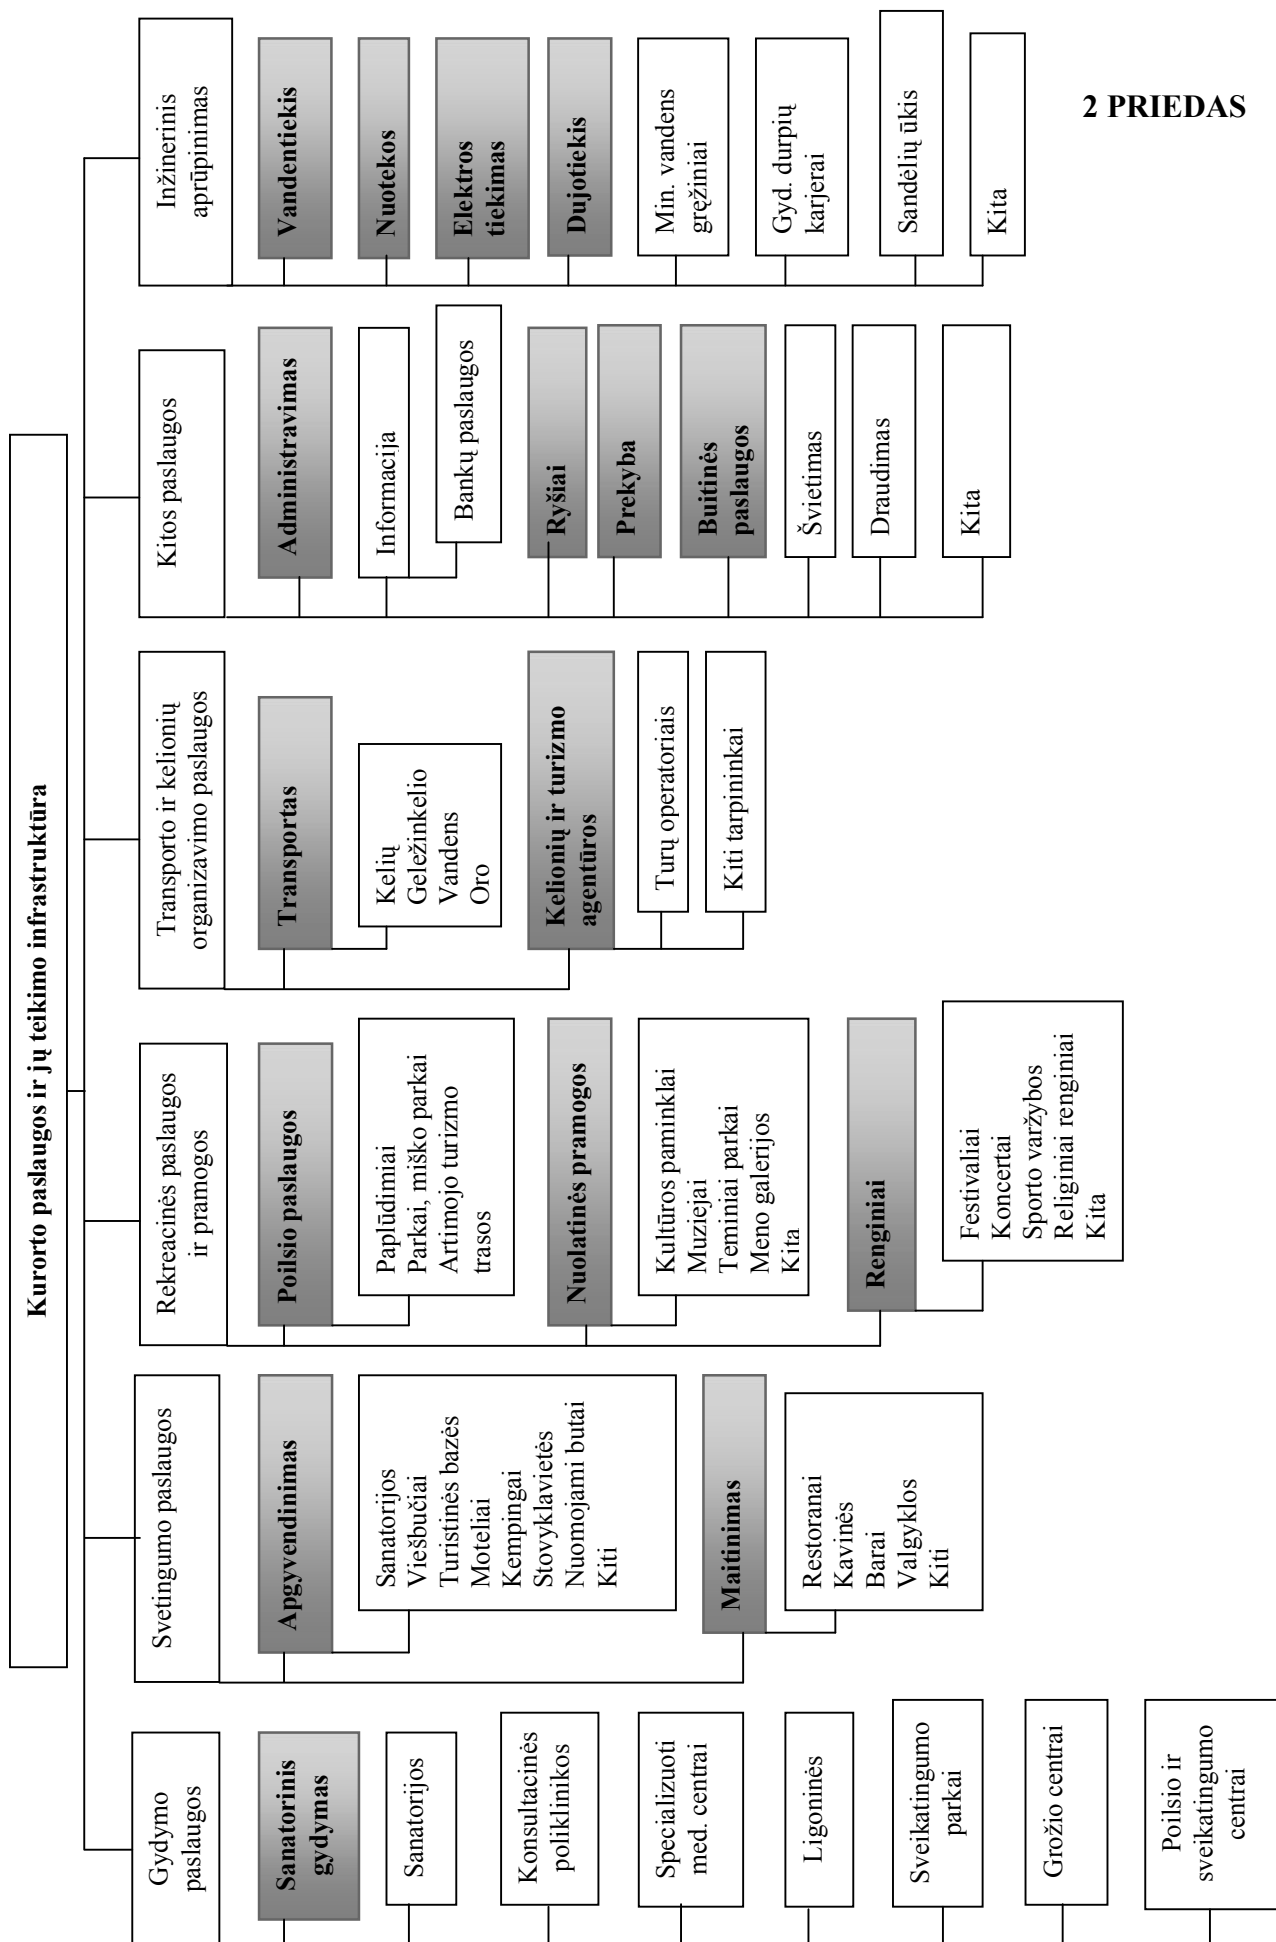 2 PRIEDAS
Kurorto paslaugos ir jų teikimo infrastruktūra
Gydymo
paslaugos
Sanatorinis
gydymas
Sanatorijos
Konsultacinės
poliklinikos
Specializuoti
med. centrai
Ligoninės
Sveikatingumo
parkai
Grožio centrai
Poilsio ir
sveikatingumo
centrai
Svetingumo paslaugos
Apgyvendinimas
Sanatorijos
Viešbučiai
Turistinės bazės
Moteliai
Kempingai
Stovyklavietės
Nuomojami butai
Kiti
Maitinimas
Restoranai
Kavinės
Barai
Valgyklos
Kiti
Rekreacinės paslaugos
ir pramogos
Poilsio paslaugos
Paplūdimiai
Parkai, miško parkai
Artimojo turizmo
trasos
Nuolatinės pramogos
Kultūros paminklai
Muziejai
Teminiai parkai
Meno galerijos
Kita
Renginiai
Festivaliai
Koncertai
Sporto varžybos
Religiniai renginiai
Kita
Transporto ir kelionių
organizavimo paslaugos
Transportas
Kelių
Geležinkelio
Vandens
Oro
Kelionių ir turizmo
agentūros
Turų operatoriais
Kiti tarpininkai
Kitos paslaugos
Administravimas
Informacija
Bankų paslaugos
Ryšiai
Prekyba
Buitinės
paslaugos
Švietimas
Draudimas
Kita
Inžinerinis
aprūpinimas
Vandentiekis
Nuotekos
Elektros
tiekimas
Dujotiekis
Min. vandens
gręžiniai
Gyd. durpių
karjerai
Sandėlių ūkis
Kita